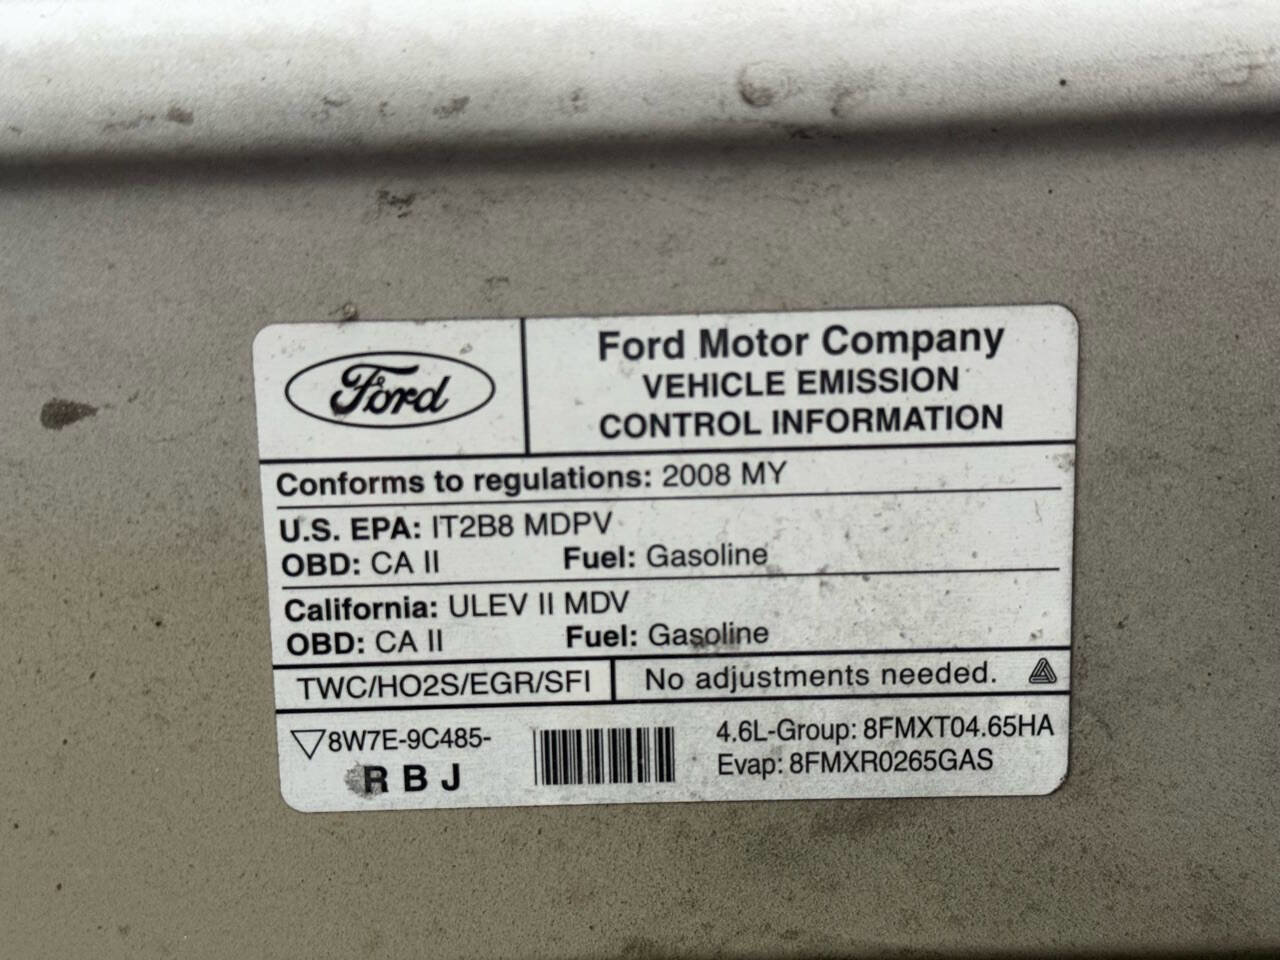 Ford
Ford Motor Company
VEHICLE EMISSION
CONTROL INFORMATION
Conforms to regulations: 2008 MY
U.S. EPA: IT2B8 MDPV
OBD: CA II Fuel: Gasoline
California: ULEV II MDV
OBD: CA II Fuel: Gasoline
TWC/HO2S/EGR/SFI
No adjustments needed.
8W7E-9C485-
R B J
4.6L-Group: 8FMXT04.65HA
Evap: 8FMXR0265GAS